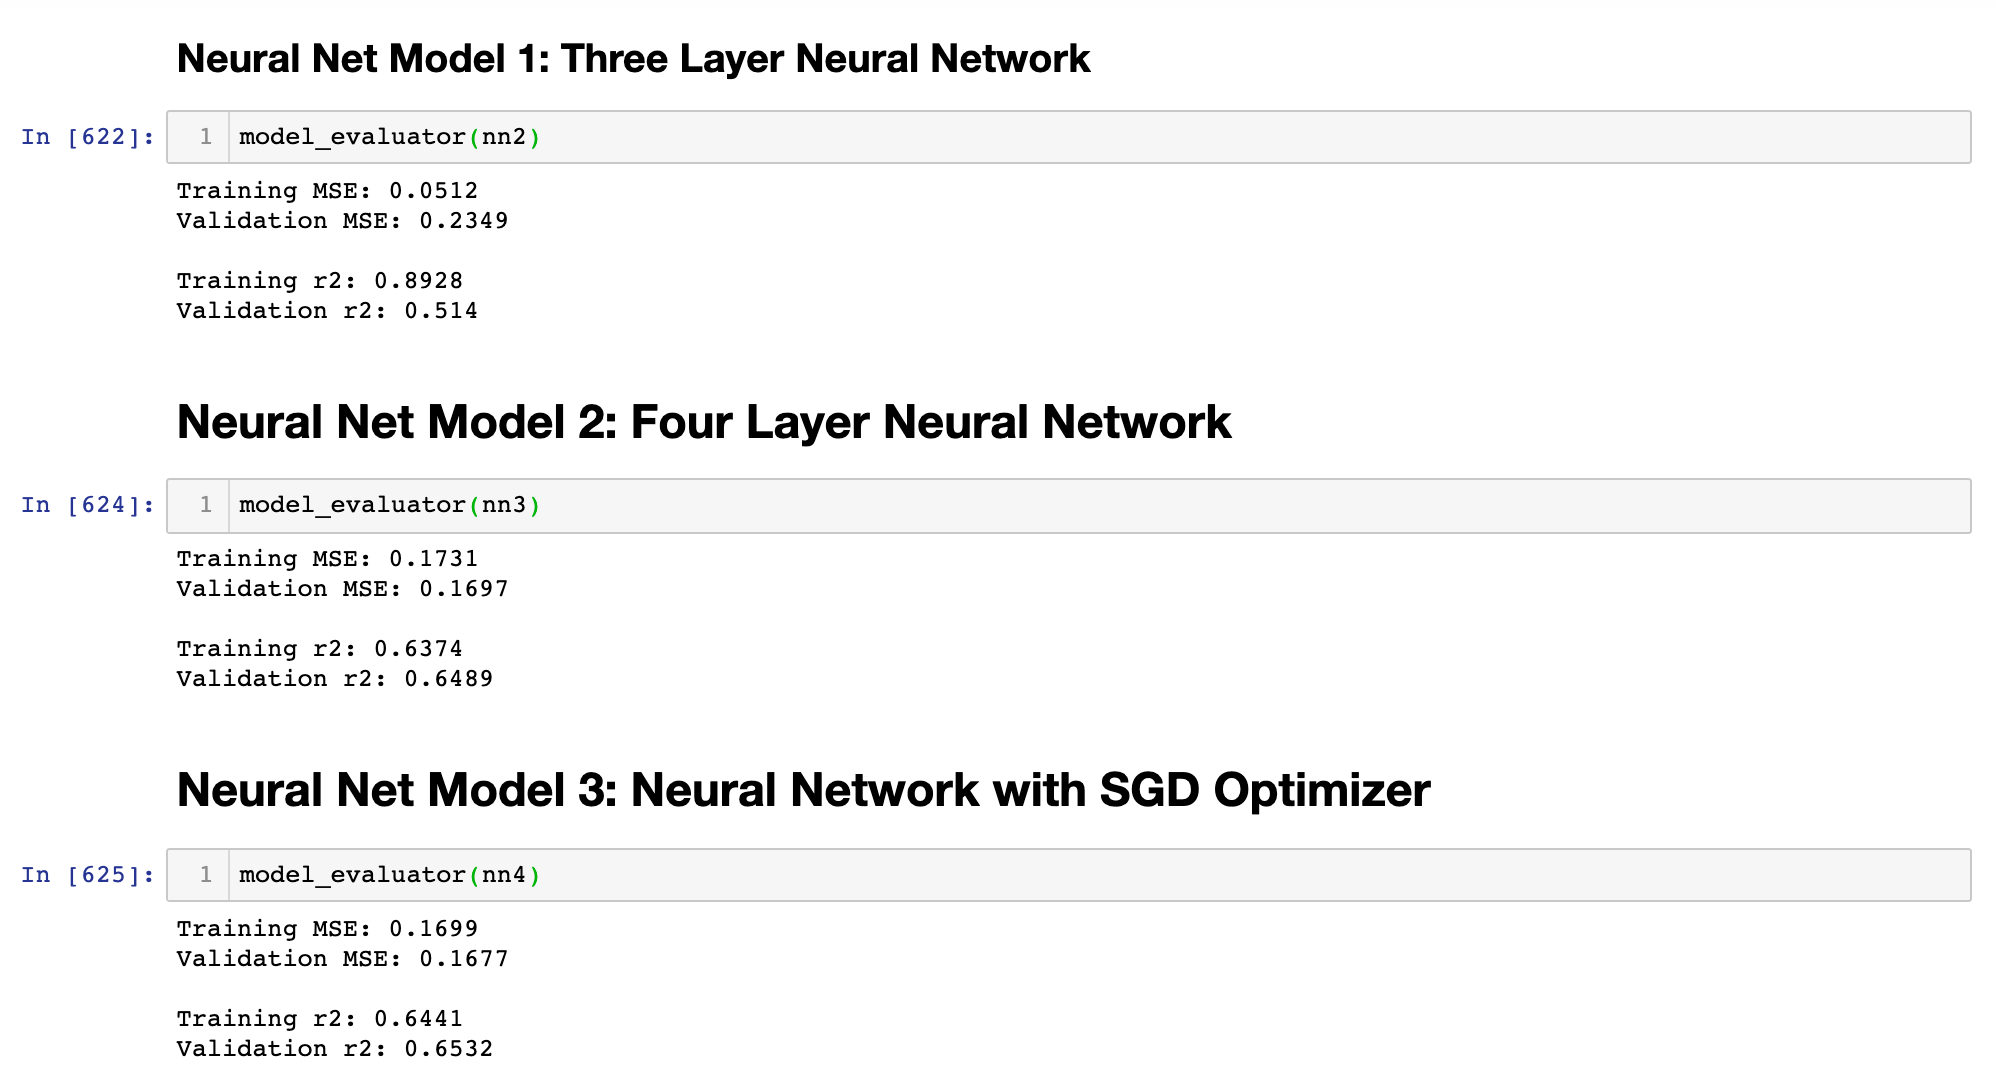 Neural Net Model 1: Three Layer Neural Network
In [622]: 1 model_evaluator(nn2)
Training MSE: 0.0512
Validation MSE: 0.2349
Training r2: 0.8928
Validation r2: 0.514
Neural Net Model 2: Four Layer Neural Network
In [624]: 1 model_evaluator(nn3)
Training MSE: 0.1731
Validation MSE: 0.1697
Training r2: 0.6374
Validation r2: 0.6489
Neural Net Model 3: Neural Network with SGD Optimizer
In [625]: 1 model_evaluator(nn4)
Training MSE: 0.1699
Validation MSE: 0.1677
Training r2: 0.6441
Validation r2: 0.6532